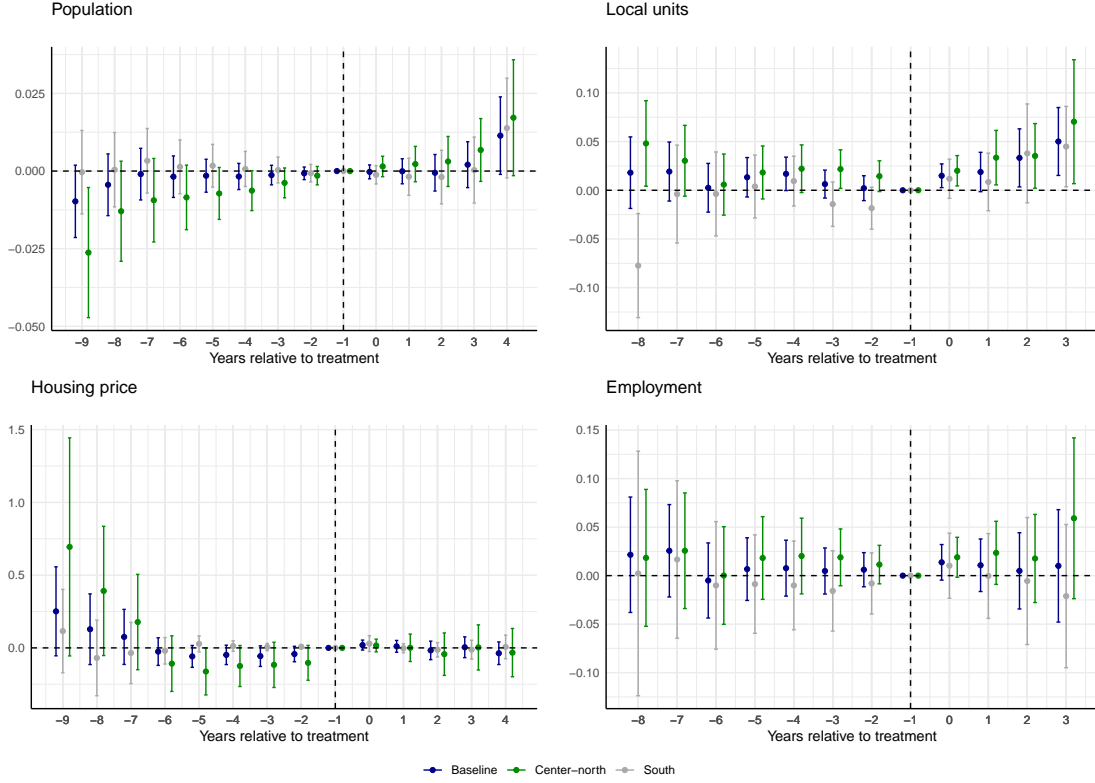 Population
Local units
0.025
0.000
−0.025
−0.050
−9 −8 −7 −6 −5 −4 −3 −2 −1 0 1 2 3 4
Years relative to treatment
0.10
0.05
0.00
−0.05
−0.10
−8 −7 −6 −5 −4 −3 −2 −1 0 1 2 3
Years relative to treatment
Housing price
Employment
1.5
1.0
0.5
0.0
−9 −8 −7 −6 −5 −4 −3 −2 −1 0 1 2 3 4
Years relative to treatment
0.15
0.10
0.05
0.00
−0.05
−0.10
−8 −7 −6 −5 −4 −3 −2 −1 0 1 2 3
Years relative to treatment
Baseline Center−north South